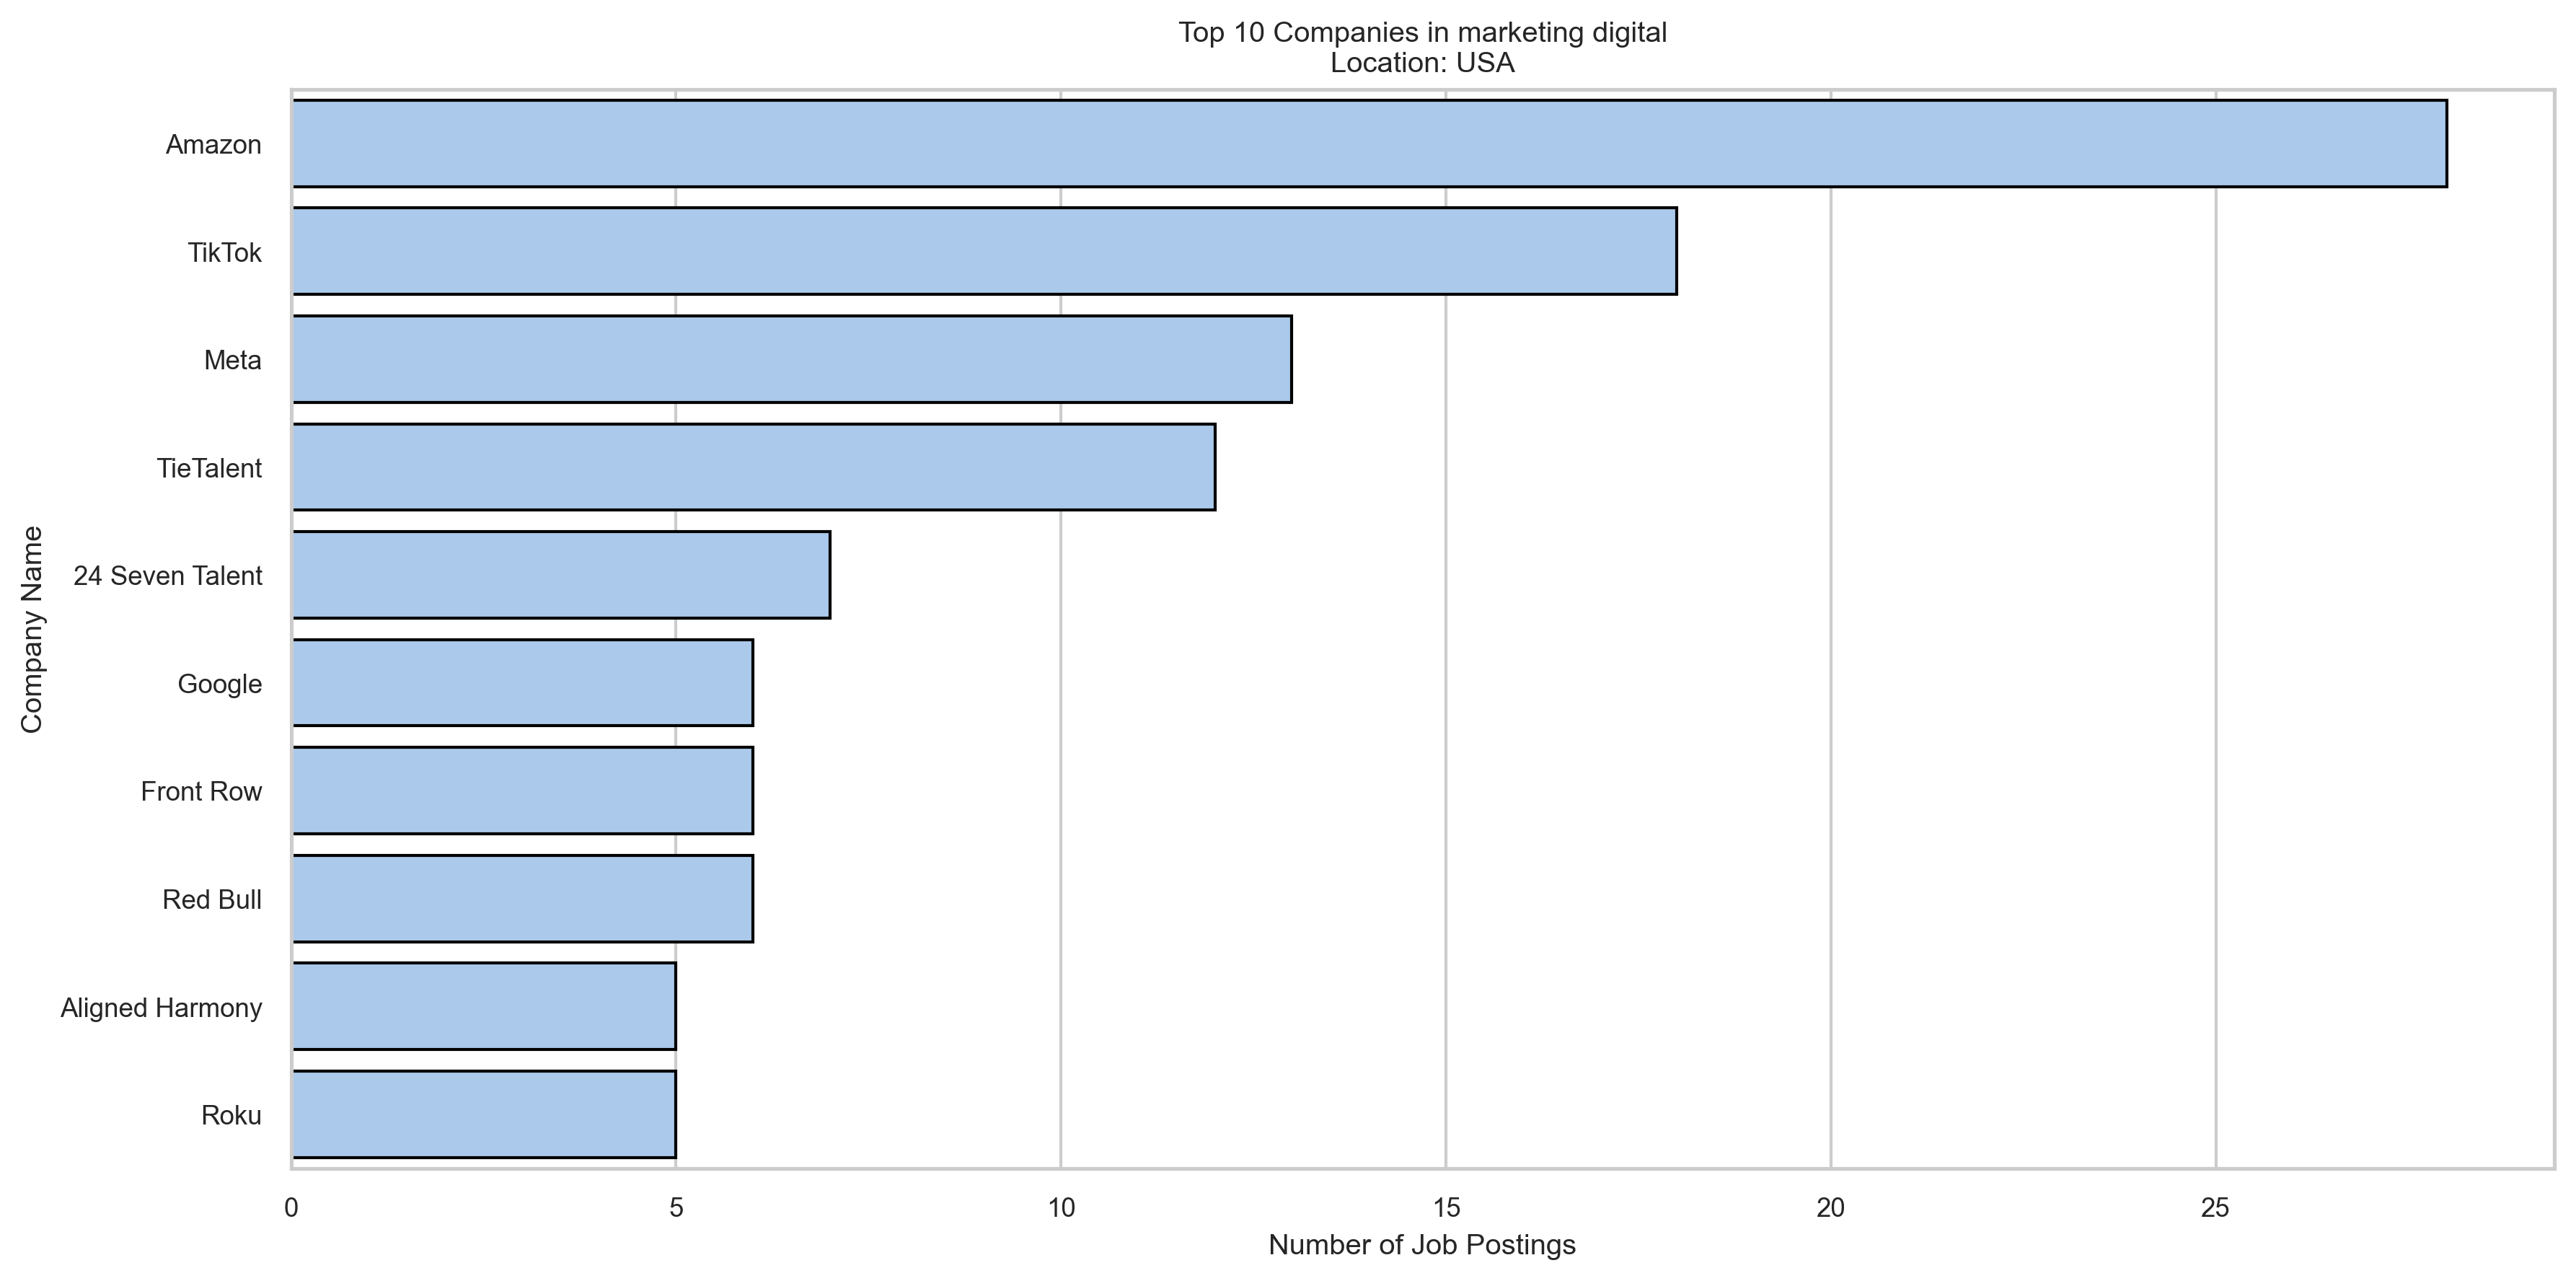 Top 10 Companies in marketing digital
Location: USA
Company Name
Amazon
TikTok
Meta
TieTalent
24 Seven Talent
Google
Front Row
Red Bull
Aligned Harmony
Roku
0 5 10 15 20 25
Number of Job Postings